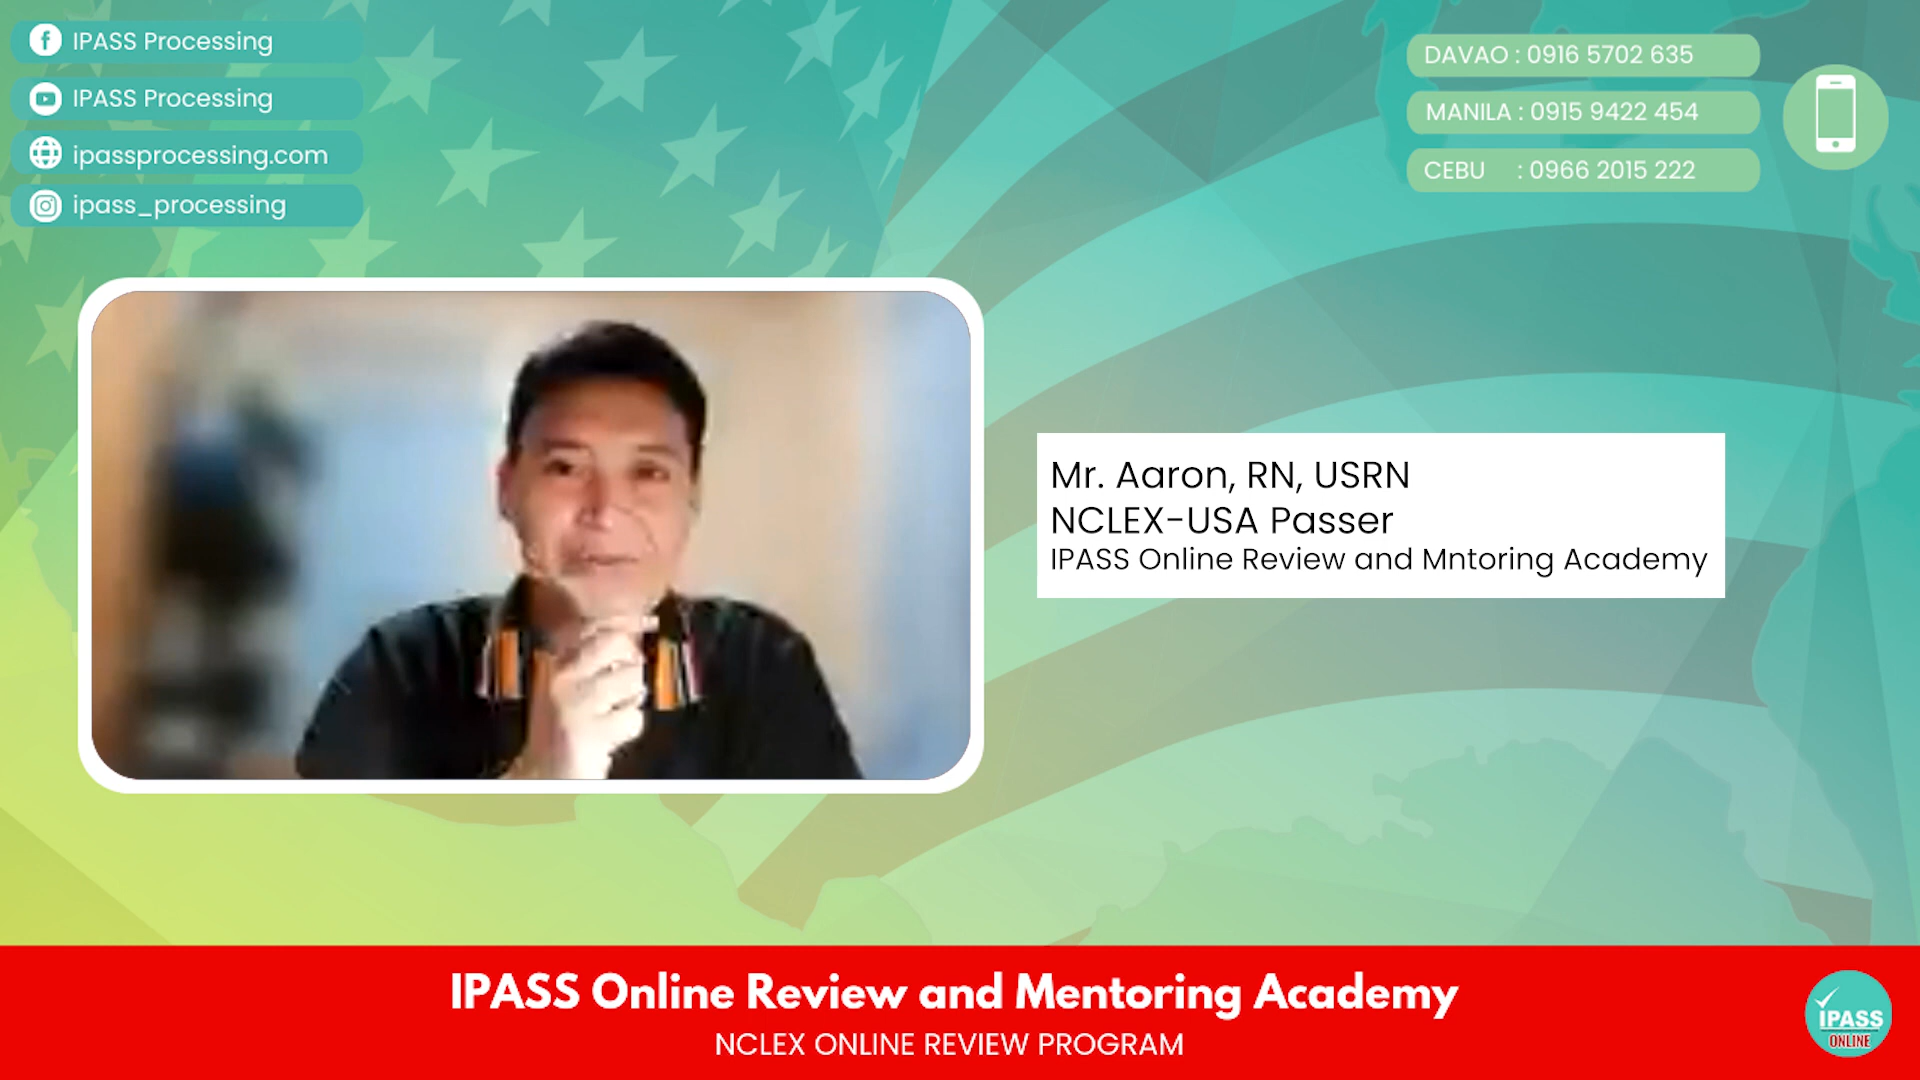 IPASS Processing
IPASS Processing
ipassprocessing.com
ipass_processing
DAVAO : 0916 5702 635
MANILA : 0915 9422 454
CEBU : 0966 2015 222
Mr. Aaron, RN, USRN
NCLEX-USA Passer
IPASS Online Review and Mntoring Academy
IPASS Online Review and Mentoring Academy
NCLEX ONLINE REVIEW PROGRAM
iPASS
ONLINE